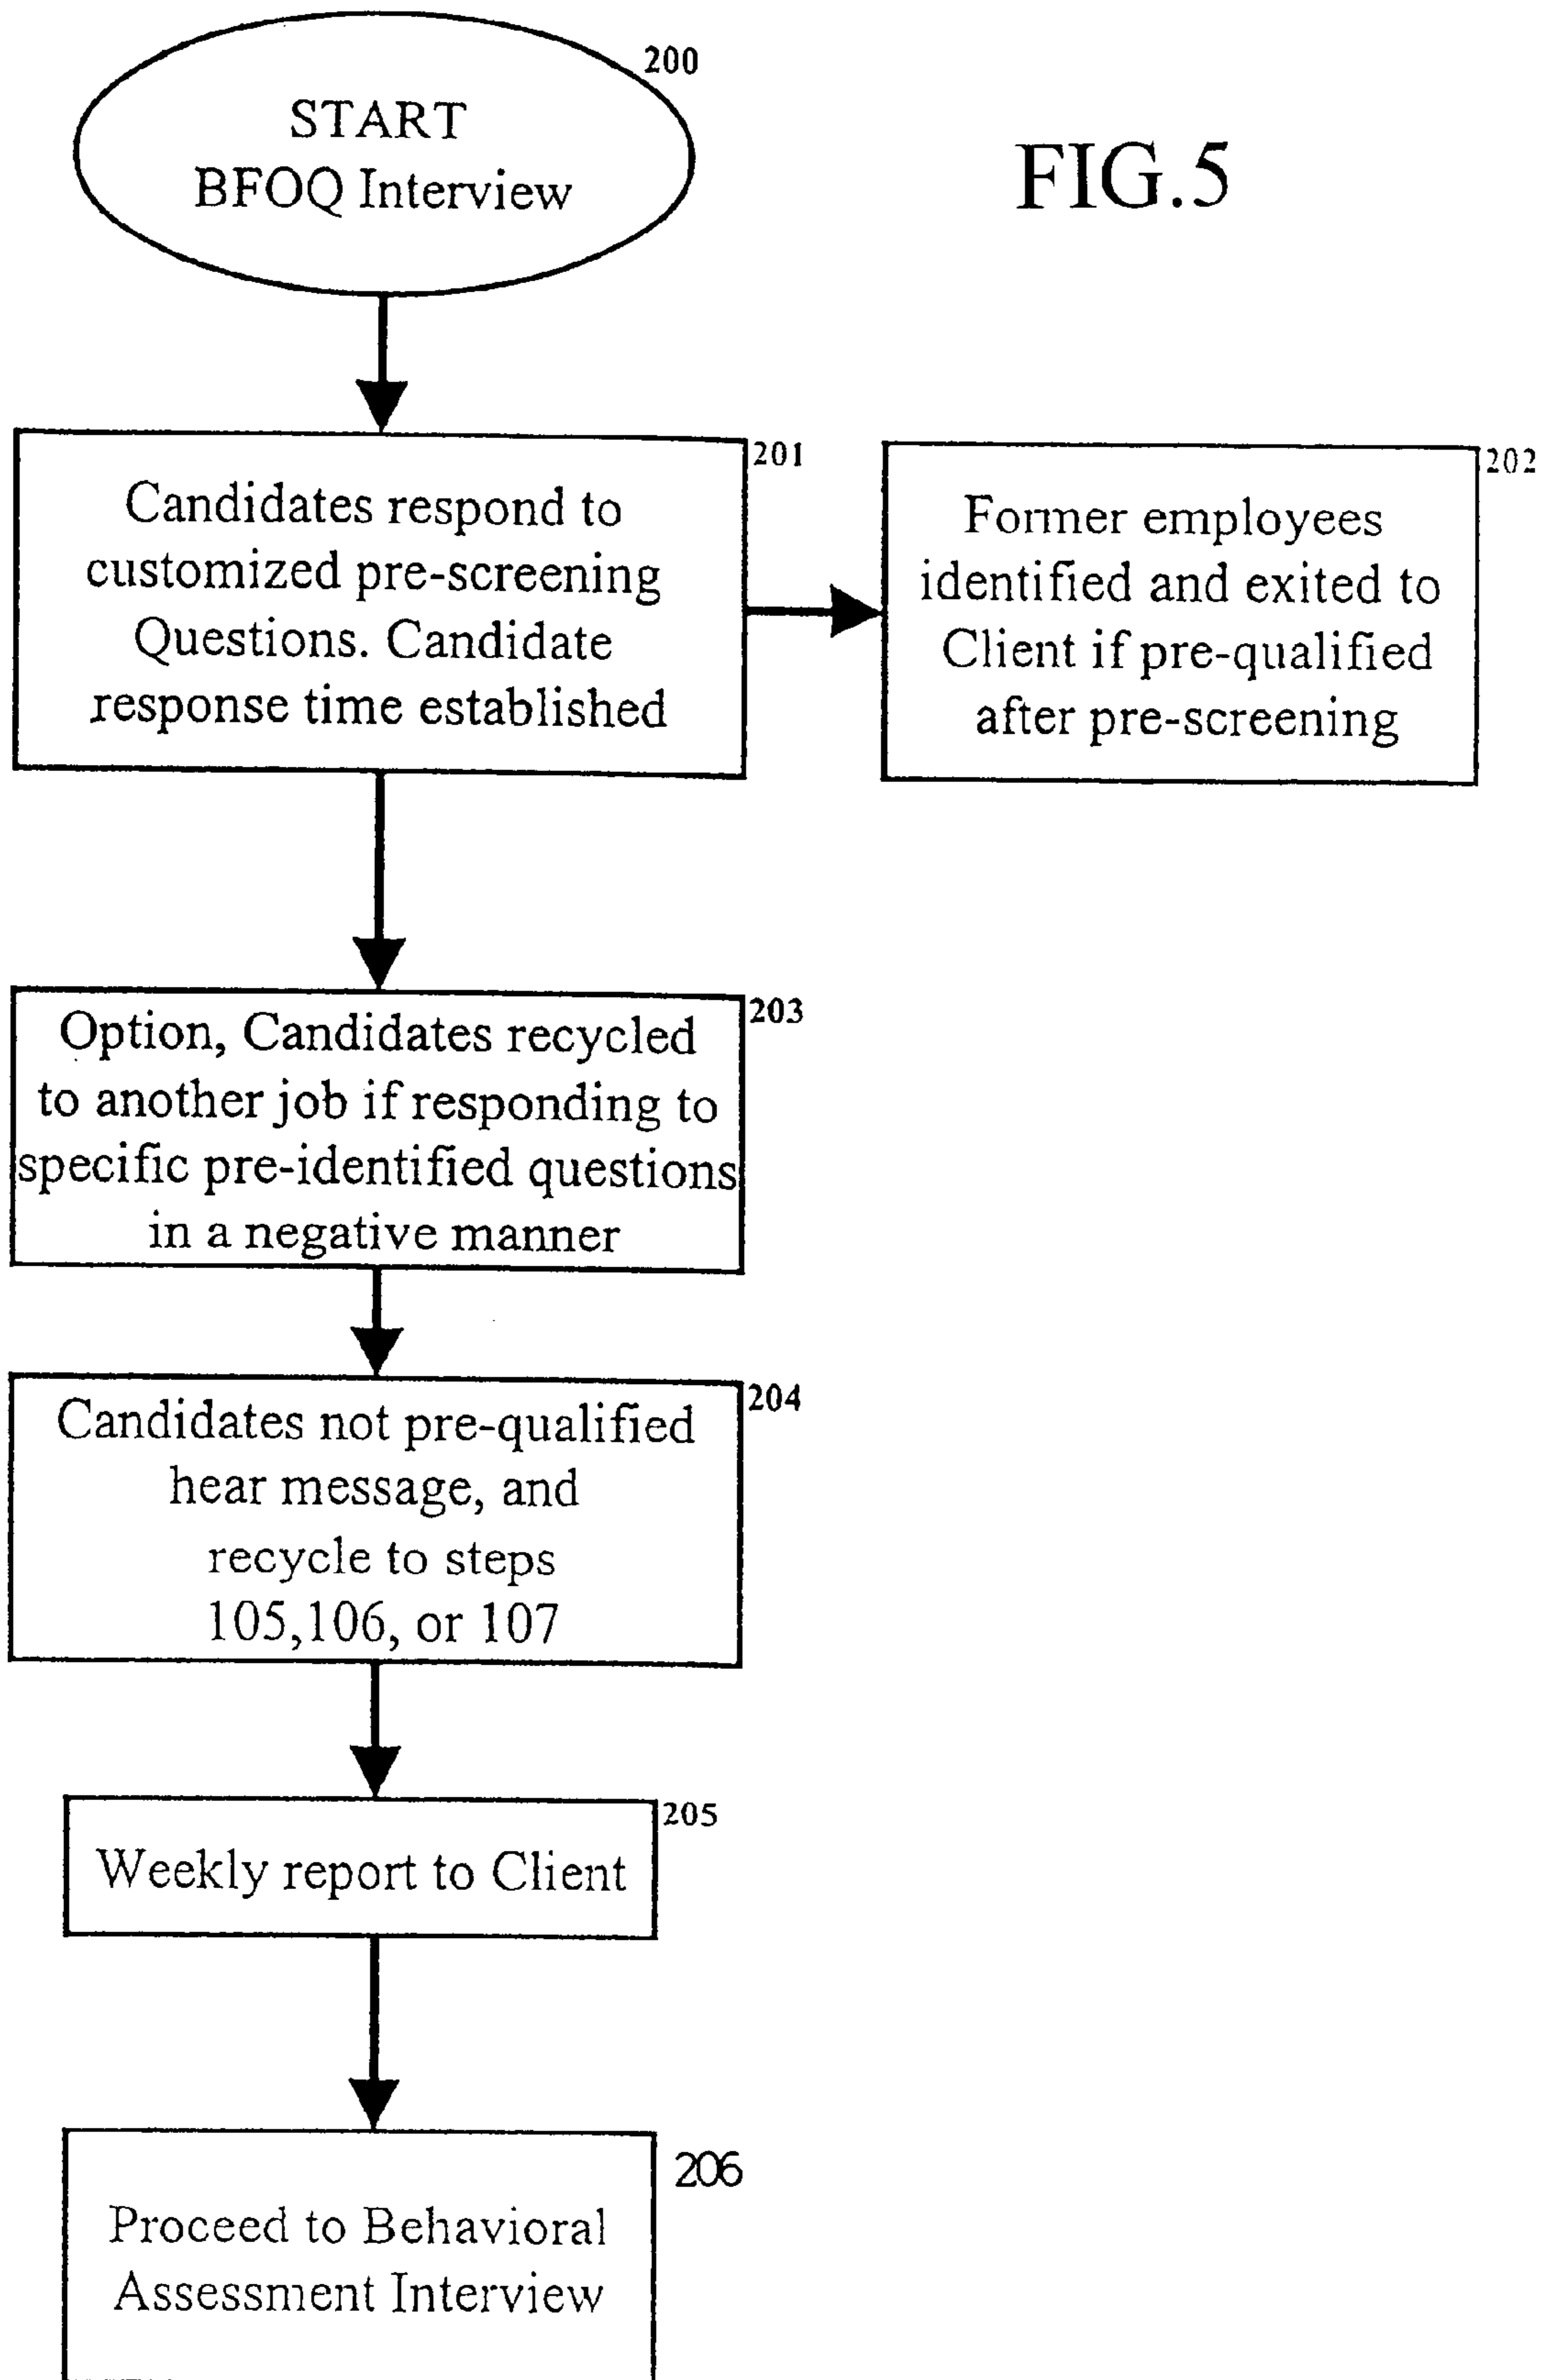 200
START
BFOQ Interview
FIG.5
201
Candidates respond to
customized pre-screening
Questions. Candidate
response time established
202
Former employees
identified and exited to
Client if pre-qualified
after pre-screening
203
Option, Candidates recycled
to another job if responding to
specific pre-identified questions
in a negative manner
204
Candidates not pre-qualified
hear message, and
recycle to steps
105,106, or 107
205
Weekly report to Client
206
Proceed to Behavioral
Assessment Interview